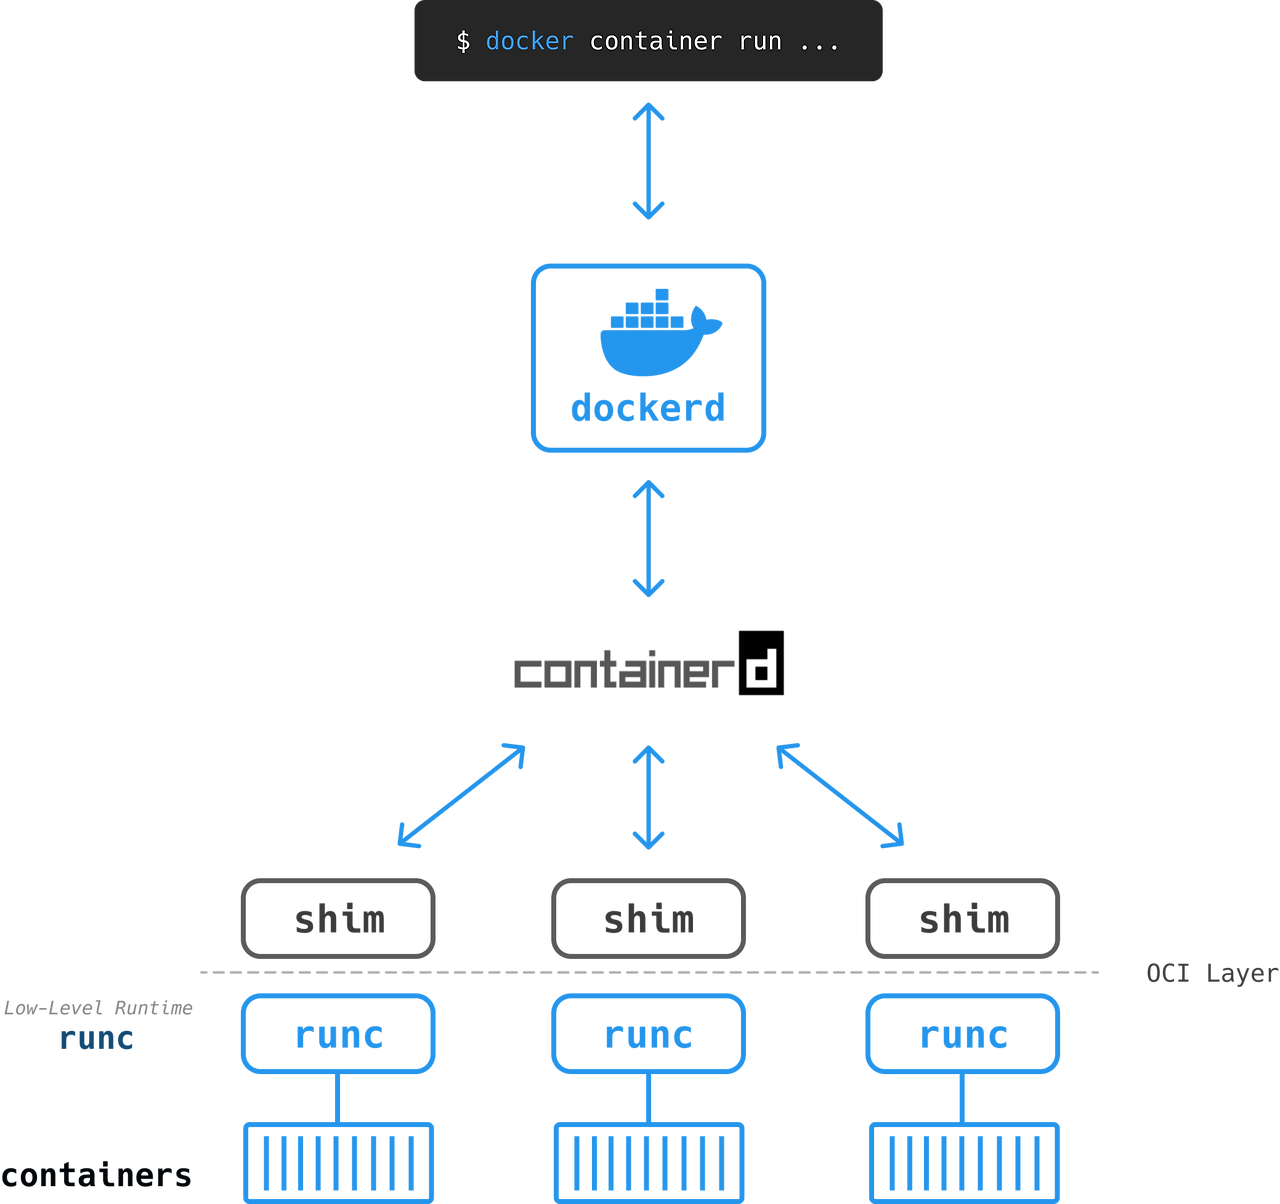 $ docker container run ...
dockerd
containerd
shim shim shim
OCI Layer
Low-Level Runtime
runc
runc runc runc
containers